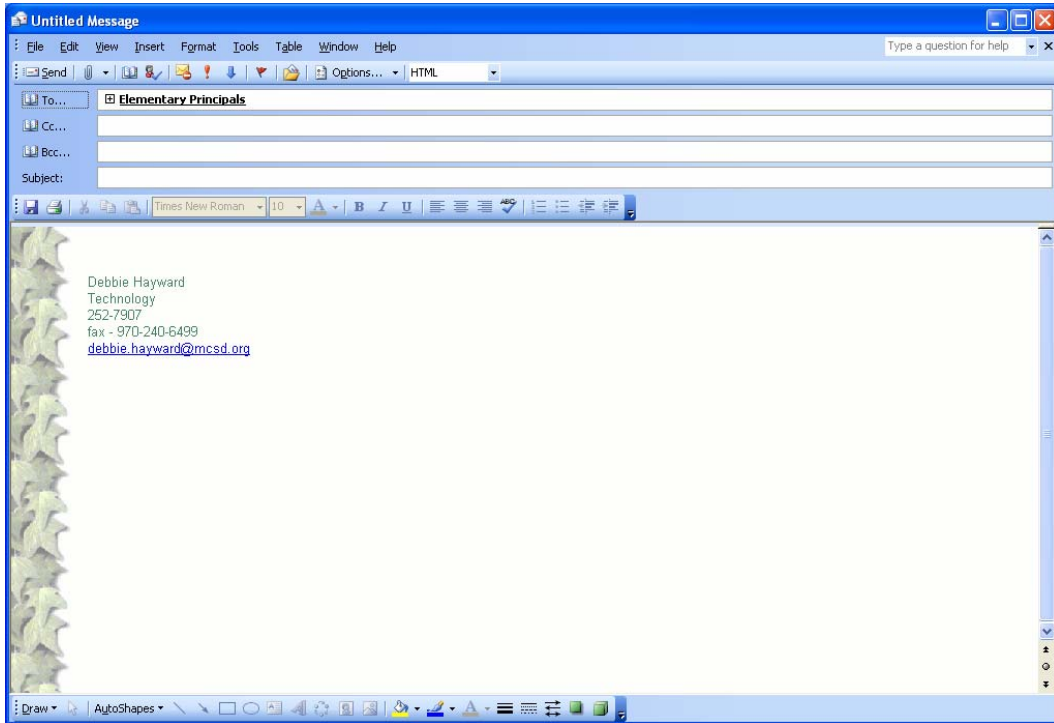 Untitled Message
File Edit View Insert Format Tools Table Window Help Type a question for help
Send Options... HTML
To... Elementary Principals
Cc...
Bcc...
Subject:
Times New Roman 10 A B I U ABC
Debbie Hayward
Technology
252-7907
fax - 970-240-6499
debbie.hayward@mcsd.org
Draw AutoShapes A A